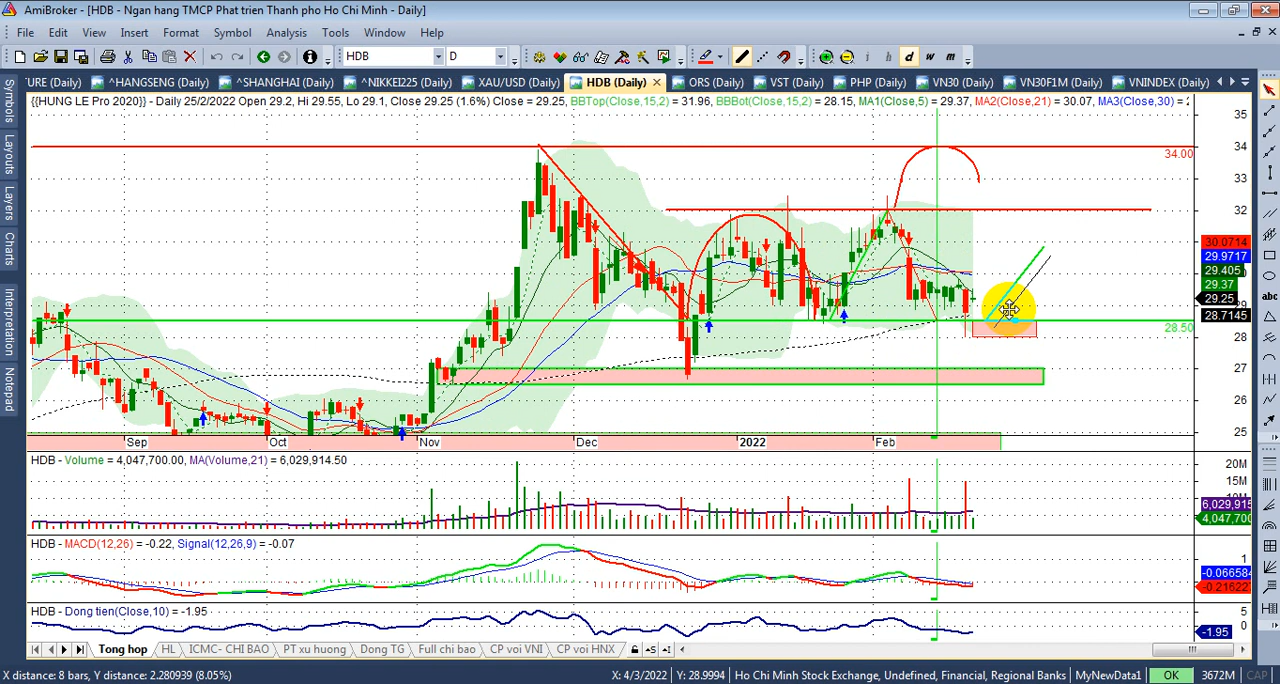 AmiBroker - [HDB - Ngan hang TMCP Phat trien Thanh pho Ho Chi Minh - Daily]
File Edit View Insert Format Symbol Analysis Tools Window Help
HDB D i h d w m
URE (Daily) ^HANGSENG (Daily) ^SHANGHAI (Daily) ^NIKKEI225 (Daily) XAU/USD (Daily) HDB (Daily) ORS (Daily) VST (Daily) PHP (Daily) VN30 (Daily) VN30F1M (Daily) VNINDEX (Daily)
{{HUNG LE Pro 2020}} - Daily 25/2/2022 Open 29.2, Hi 29.55, Lo 29.1, Close 29.25 (1.6%) Close = 29.25, BBTop(Close,15,2) = 31.96, BBBot(Close,15,2) = 28.15, MA1(Close,5) = 29.37, MA2(Close,21) = 30.07, MA3(Close,30) = 2
Symbols
Layouts
Layers
Charts
Interpretation
Notepad
35
34
34.00
33
32
31
30.0714
29.9717
29.405
29.37
29.25
28.7145
28.50
28
27
26
25
Sep Oct Nov Dec 2022 Feb
HDB - Volume = 4,047,700.00, MA(Volume,21) = 6,029,914.50
20M
15M
6,029,915
4,047,700
HDB - MACD(12,26) = -0.22, Signal(12,26,9) = -0.07
1
-0.066584
-0.21622
HDB - Dong tien(Close,10) = -1.95
5
0
-1.95
Tong hop HL ICMC- CHI BAO PT xu huong Dong TG Full chi bao CP voi VNI CP voi HNX
X distance: 8 bars, Y distance: 2.280939 (8.05%) X: 4/3/2022 Y: 28.9994 Ho Chi Minh Stock Exchange, Undefined, Financial, Regional Banks MyNewData1 OK 3672M CAP
abc